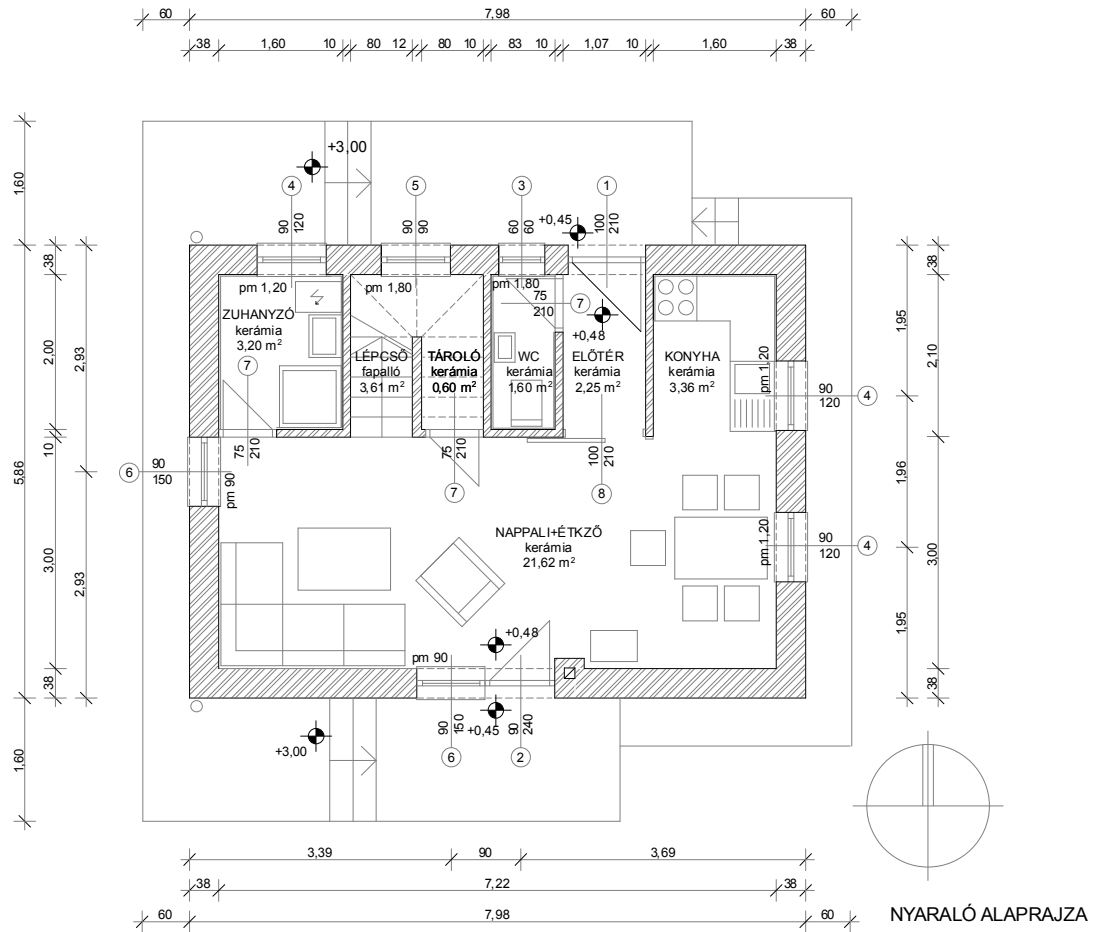 60 7,98 60
38 1,60 10 80 12 80 10 83 10 1,07 10 1,60 38
+3,00
4 5 3 1
90 120
90 90
60 60
+0,45
100 210
1,60
38
2,00
10
3,00
38
2,93
2,93
5,86
1,60
pm 1,20
pm 1,80
pm 1,80
75 210
7
+0,48
ZUHANYZÓ
kerámia
3,20 m²
LÉPCSŐ
fapalló
3,61 m²
TÁROLÓ
kerámia
0,60 m²
WC
kerámia
1,60 m²
ELŐTÉR
kerámia
2,25 m²
KONYHA
kerámia
3,36 m²
pm 1,20
90
120
4
7
75 210
75 210
100 210
6
90
150
pm 90
7
8
NAPPALI+ÉTKZŐ
kerámia
21,62 m²
pm 1,20
90
120
4
38
2,10
3,00
38
1,95
1,96
1,95
+0,48
pm 90
+3,00
90 150
+0,45
90 240
6 2
3,39 90 3,69
38 7,22 38
60 7,98 60
NYARALÓ ALAPRAJZA